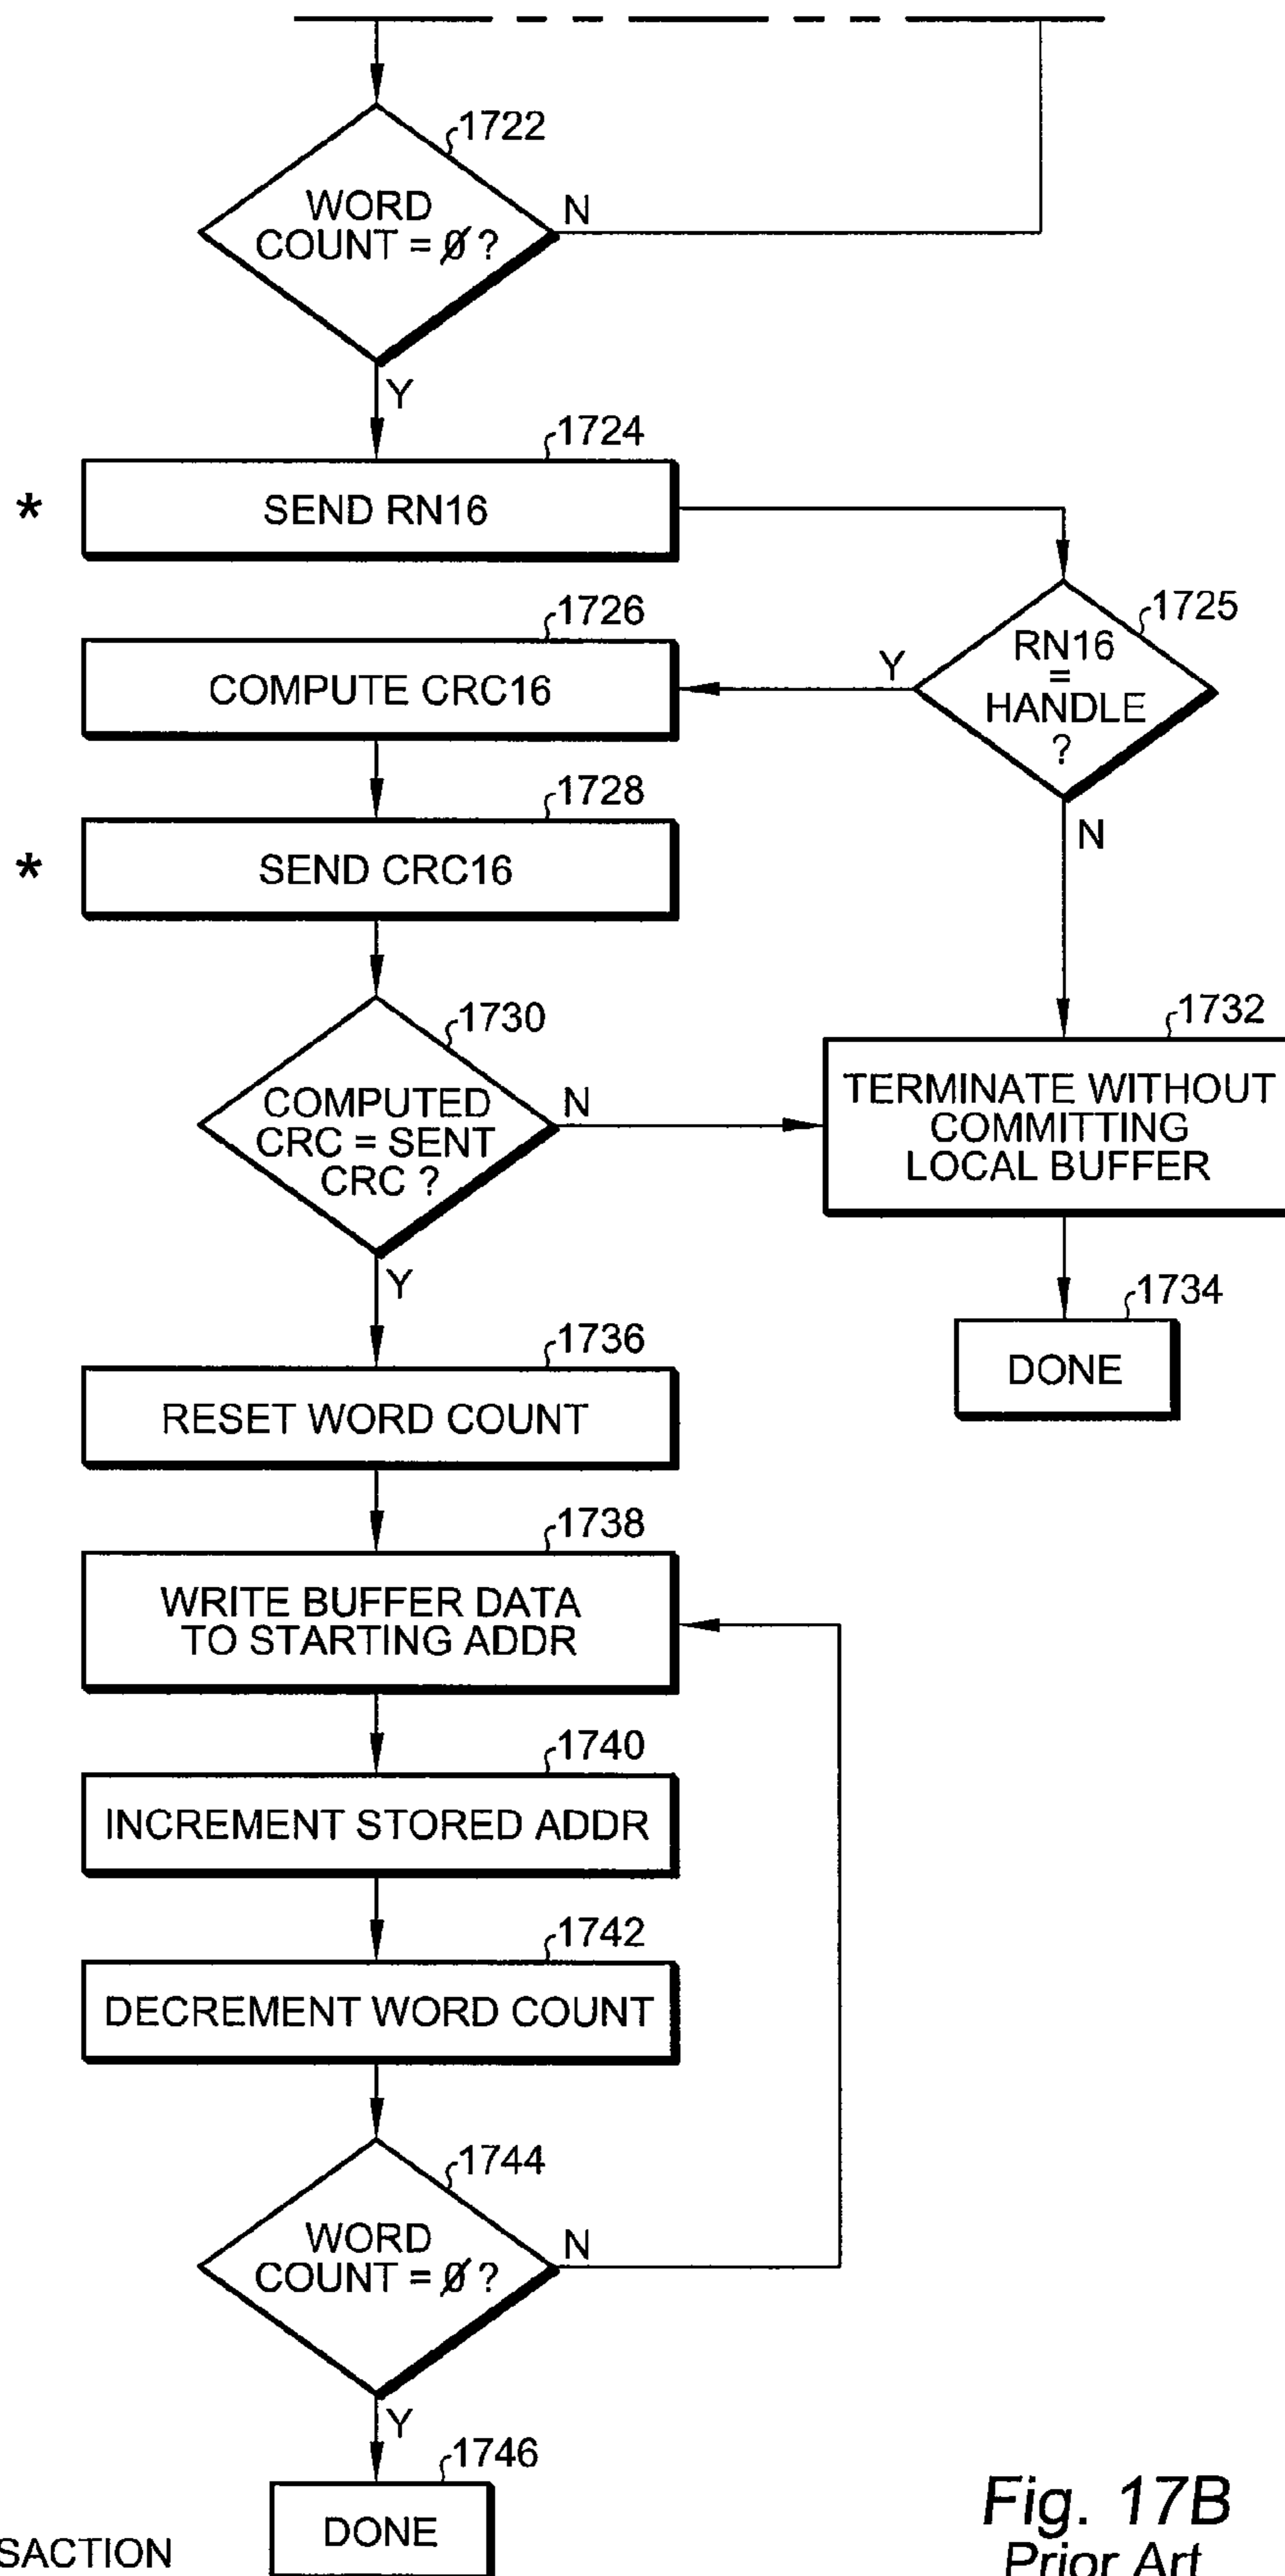 1722
WORD
COUNT = Ø ?
N
Y
1724
* SEND RN16
1725
RN16
=
HANDLE
?
Y
N
1726
COMPUTE CRC16
1728
* SEND CRC16
1730
COMPUTED
CRC = SENT
CRC ?
N
Y
1732
TERMINATE WITHOUT
COMMITTING
LOCAL BUFFER
1734
DONE
1736
RESET WORD COUNT
1738
WRITE BUFFER DATA
TO STARTING ADDR
1740
INCREMENT STORED ADDR
1742
DECREMENT WORD COUNT
1744
WORD
COUNT = Ø ?
N
Y
1746
DONE
SACTION
Fig. 17B
Prior Art